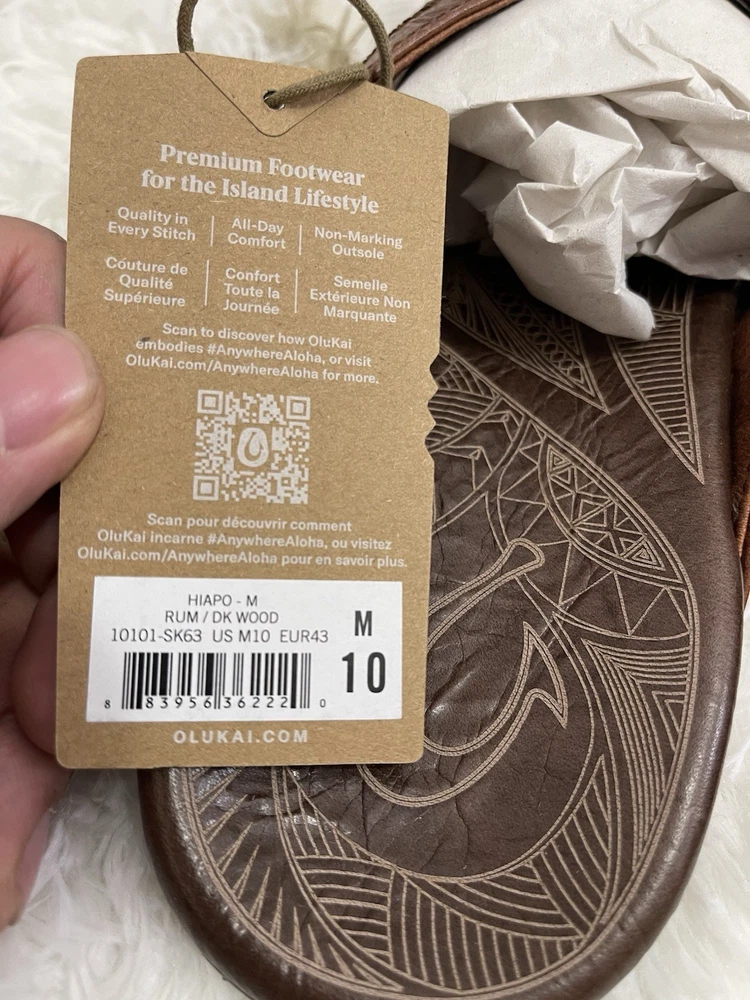 Premium Footwear
for the Island Lifestyle
Quality in
Every Stitch
All-Day
Comfort
Non-Marking
Outsole
Couture de
Qualité
Supérieure
Confort
Toute la
Journée
Semelle
Extérieure Non
Marquante
Scan to discover how OluKai
embodies #AnywhereAloha, or visit
OluKai.com/AnywhereAloha for more.
Scan pour découvrir comment
OluKai incarne #AnywhereAloha, ou visitez
OluKai.com/AnywhereAloha pour en savoir plus.
HIAPO - M
RUM / DK WOOD
10101-SK63 US M10 EUR43
M
10
8 83956 36222 0
OLUKAI.COM